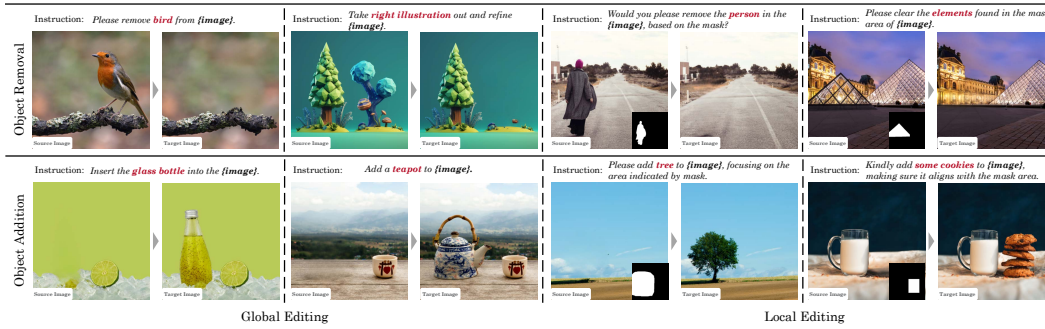 Object Removal
Instruction: Please remove bird from {image}.
Source Image
Target Image
Instruction: Take right illustration out and refine
{image}.
Source Image
Target Image
Instruction: Would you please remove the person in the
{image}, based on the mask?
Source Image
Target Image
Instruction: Please clear the elements found in the mas
area of {image}.
Source Image
Target Image
Object Addition
Instruction: Insert the glass bottle into the {image}.
Source Image
Target Image
Instruction: Add a teapot to {image}.
Source Image
Target Image
Instruction: Please add tree to {image}, focusing on the
area indicated by mask.
Source Image
Target Image
Instruction: Kindly add some cookies to {image},
making sure it aligns with the mask area.
Source Image
Target Image
Global Editing
Local Editing